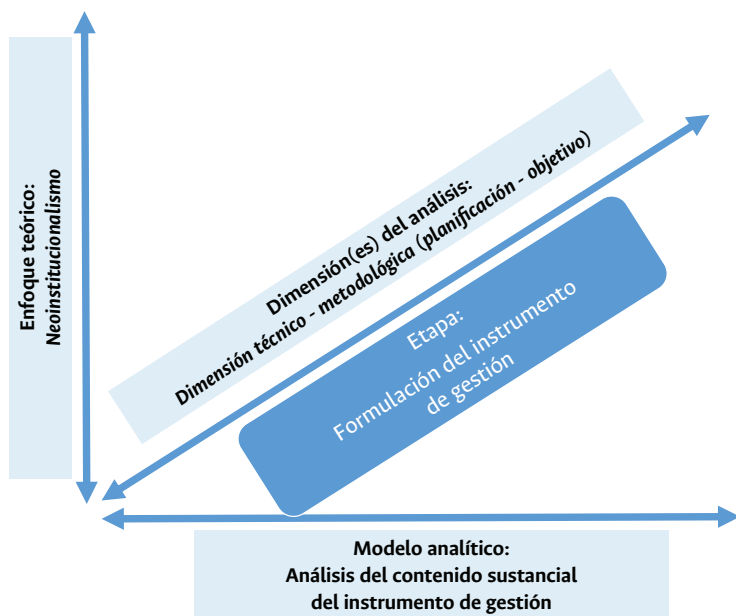 Enfoque teórico:
Neoinstitucionalismo
Dimensión(es) del análisis:
Dimensión técnico - metodológica (planificación - objetivo)
Etapa:
Formulación del instrumento
de gestión
Modelo analítico:
Análisis del contenido sustancial
del instrumento de gestión